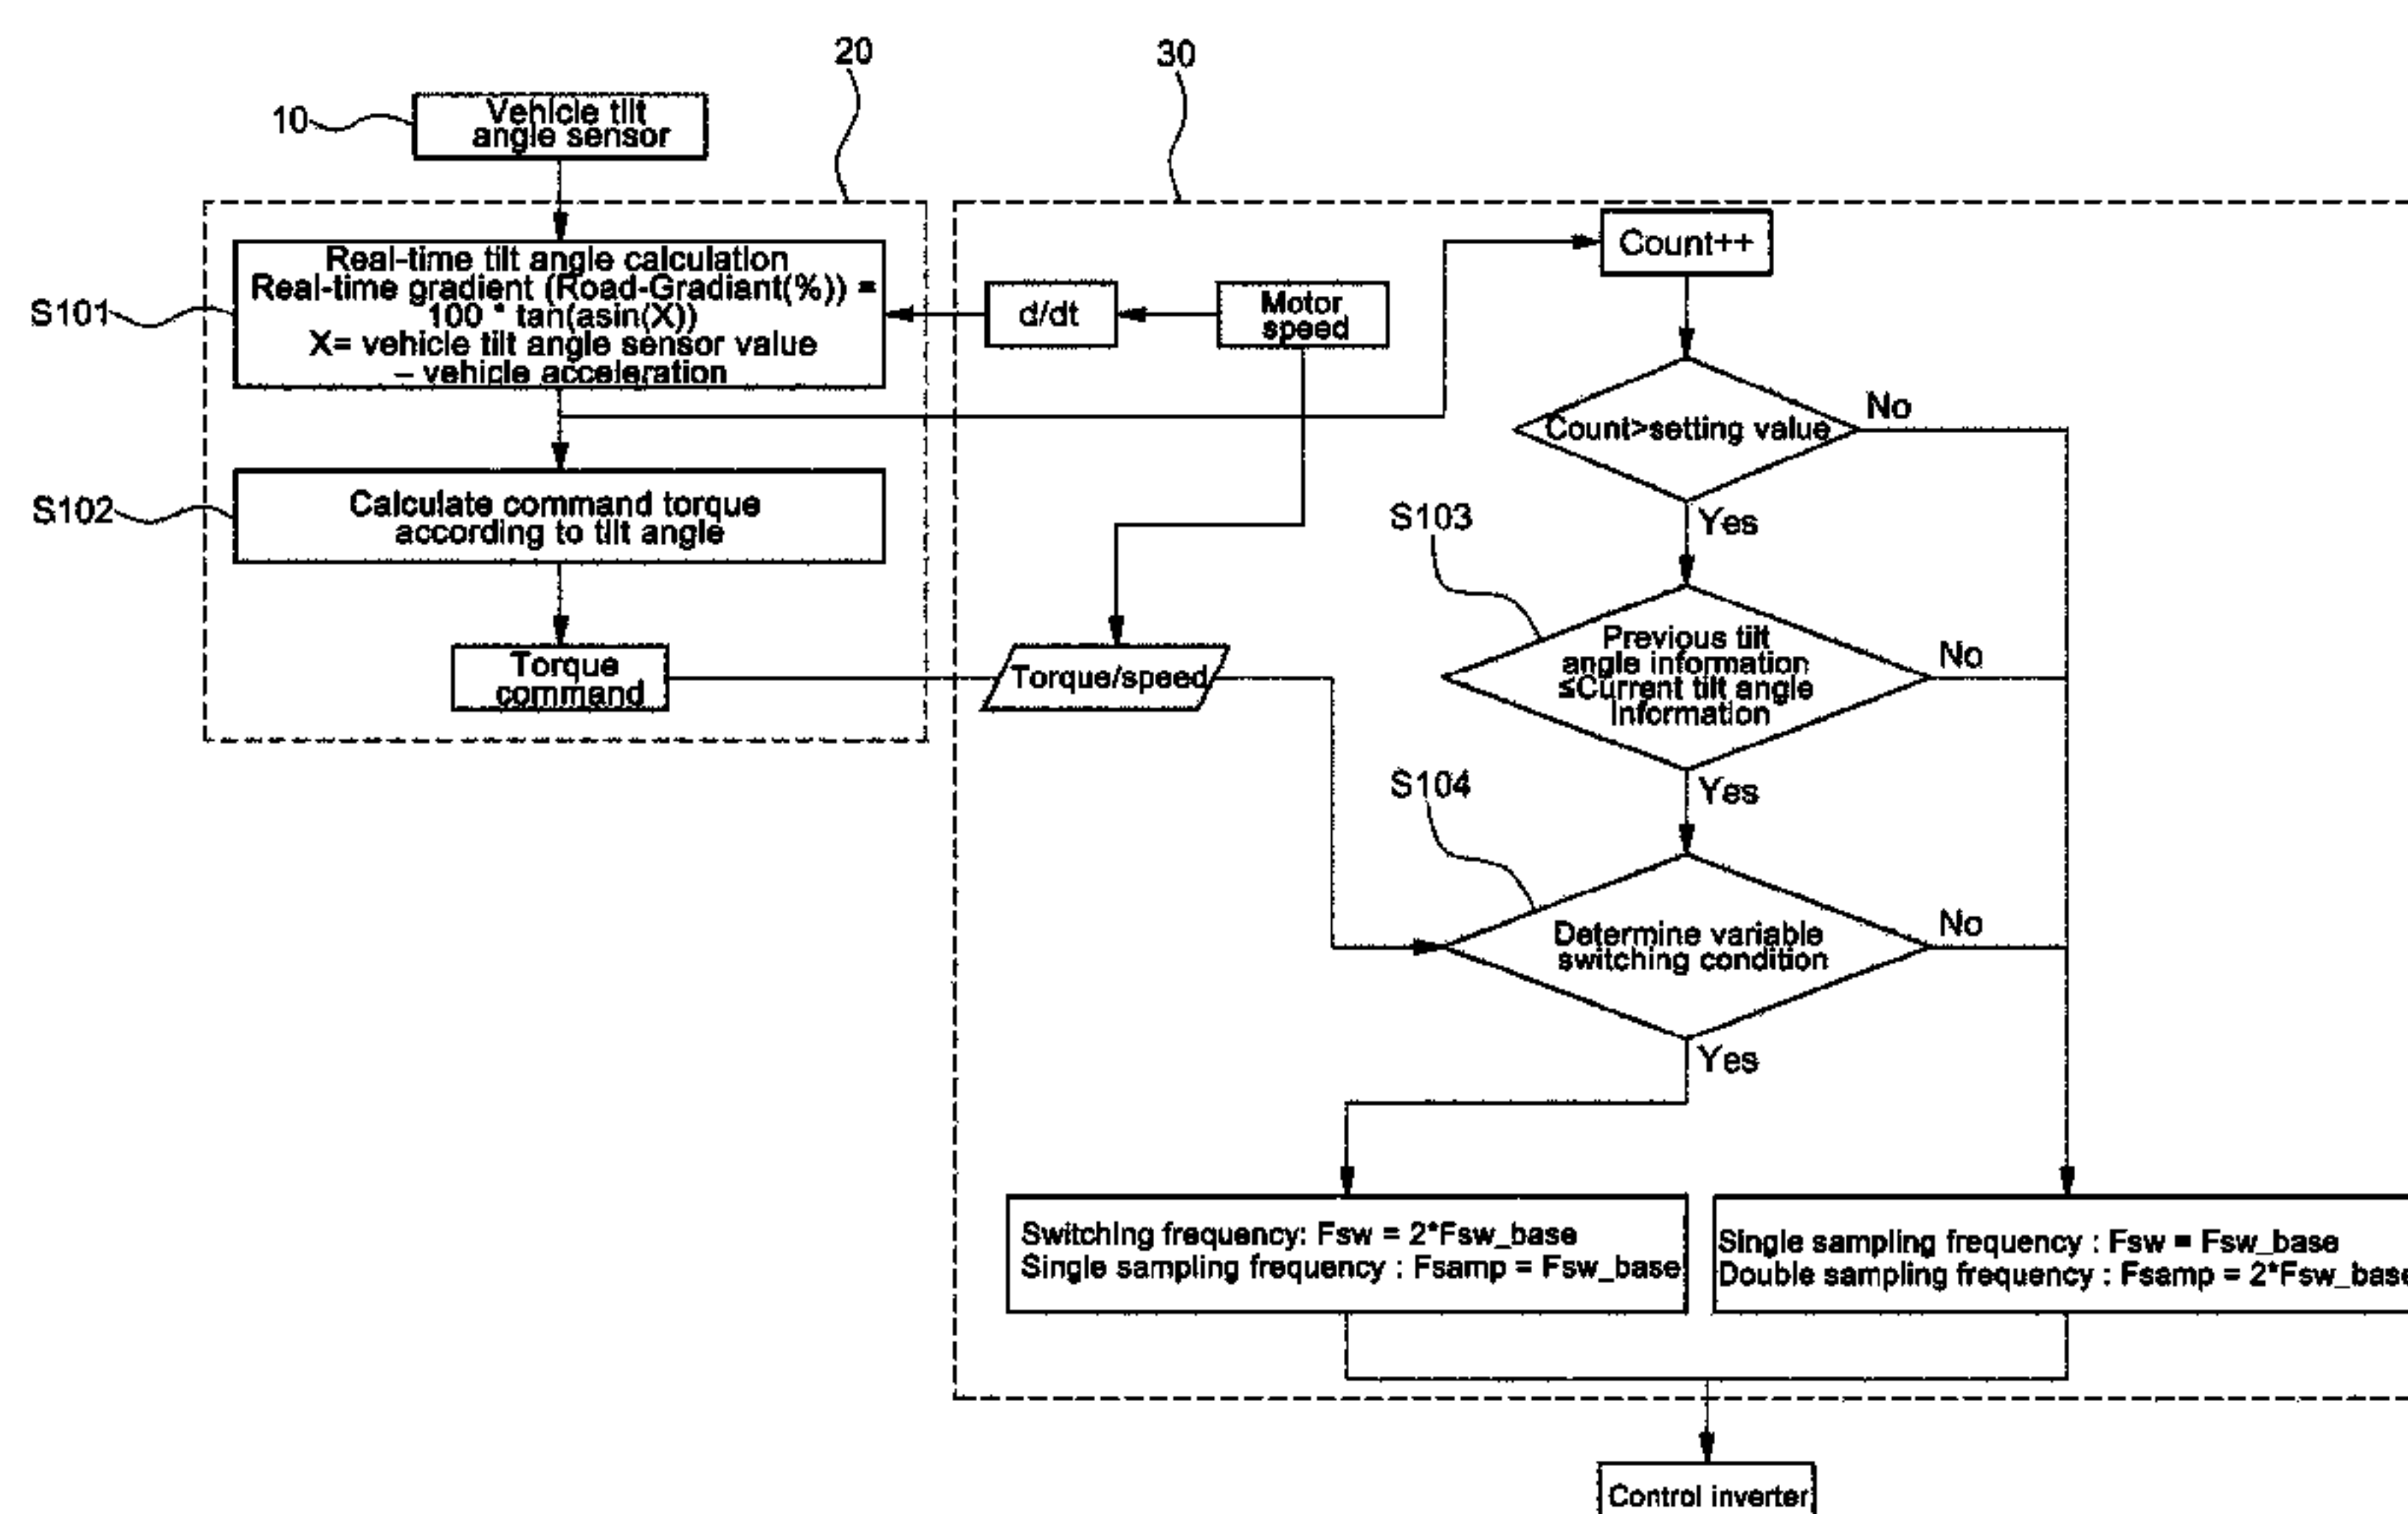 20
30
10
Vehicle tilt
angle sensor
Real-time tilt angle calculation
Real-time gradient (Road-Gradiant(%)) =
100 * tan(asin(X))
X= vehicle tilt angle sensor value
– vehicle acceleration
S101
d/dt
Motor
speed
Count++
Count>setting value
No
Yes
S102
Calculate command torque
according to tilt angle
S103
Previous tilt
angle information
≤Current tilt angle
Information
No
Yes
Torque
command
Torque/speed
S104
Determine variable
switching condition
No
Yes
Switching frequency: Fsw = 2*Fsw_base
Single sampling frequency : Fsamp = Fsw_base
Single sampling frequency : Fsw = Fsw_base
Double sampling frequency : Fsamp = 2*Fsw_base
Control inverter